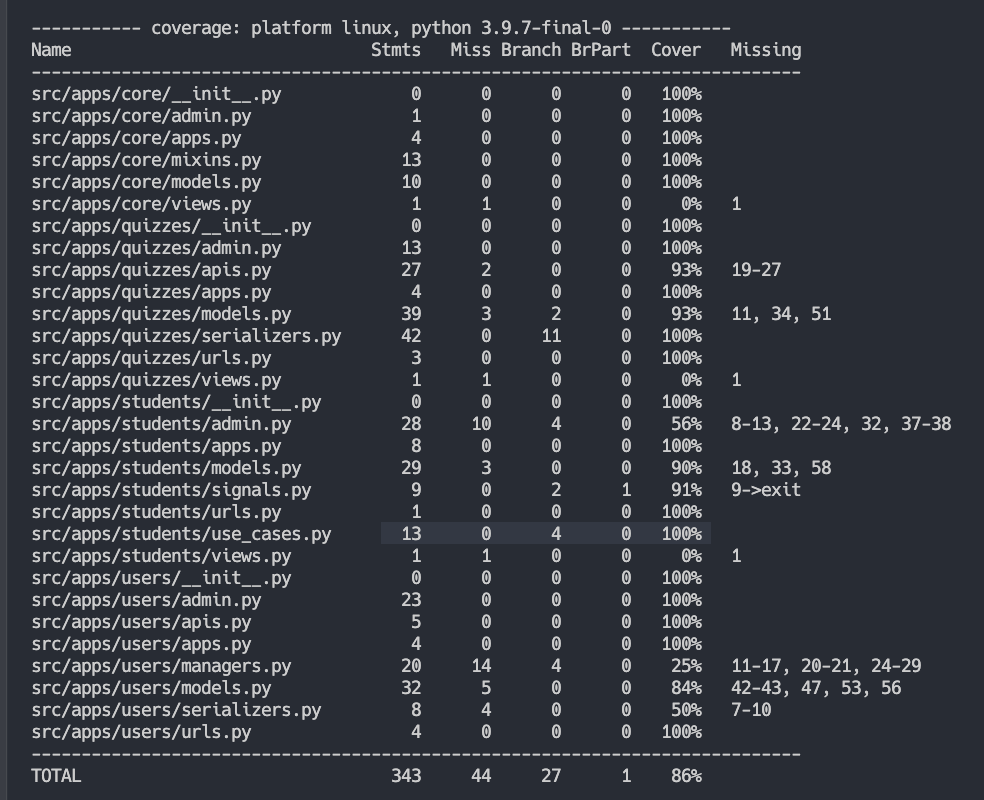 ----------- coverage: platform linux, python 3.9.7-final-0 -----------
Name                                  Stmts   Miss Branch BrPart  Cover   Missing
-----------------------------------------------------------------------------
src/apps/core/__init__.py             0      0      0      0   100%
src/apps/core/admin.py                1      0      0      0   100%
src/apps/core/apps.py                 4      0      0      0   100%
src/apps/core/mixins.py              13      0      0      0   100%
src/apps/core/models.py              10      0      0      0   100%
src/apps/core/views.py                1      1      0      0     0%   1
src/apps/quizzes/__init__.py          0      0      0      0   100%
src/apps/quizzes/admin.py            13      0      0      0   100%
src/apps/quizzes/apis.py             27      2      0      0    93%   19-27
src/apps/quizzes/apps.py              4      0      0      0   100%
src/apps/quizzes/models.py           39      3      2      0    93%   11, 34, 51
src/apps/quizzes/serializers.py      42      0     11      0   100%
src/apps/quizzes/urls.py              3      0      0      0   100%
src/apps/quizzes/views.py             1      1      0      0     0%   1
src/apps/students/__init__.py         0      0      0      0   100%
src/apps/students/admin.py           28     10      4      0    56%   8-13, 22-24, 32, 37-38
src/apps/students/apps.py             8      0      0      0   100%
src/apps/students/models.py          29      3      0      0    90%   18, 33, 58
src/apps/students/signals.py          9      0      2      1    91%   9->exit
src/apps/students/urls.py             1      0      0      0   100%
src/apps/students/use_cases.py       13      0      4      0   100%
src/apps/students/views.py            1      1      0      0     0%   1
src/apps/users/__init__.py            0      0      0      0   100%
src/apps/users/admin.py              23      0      0      0   100%
src/apps/users/apis.py                5      0      0      0   100%
src/apps/users/apps.py                4      0      0      0   100%
src/apps/users/managers.py           20     14      4      0    25%   11-17, 20-21, 24-29
src/apps/users/models.py             32      5      0      0    84%   42-43, 47, 53, 56
src/apps/users/serializers.py         8      4      0      0    50%   7-10
src/apps/users/urls.py                4      0      0      0   100%
-----------------------------------------------------------------------------
TOTAL                               343     44     27      1    86%